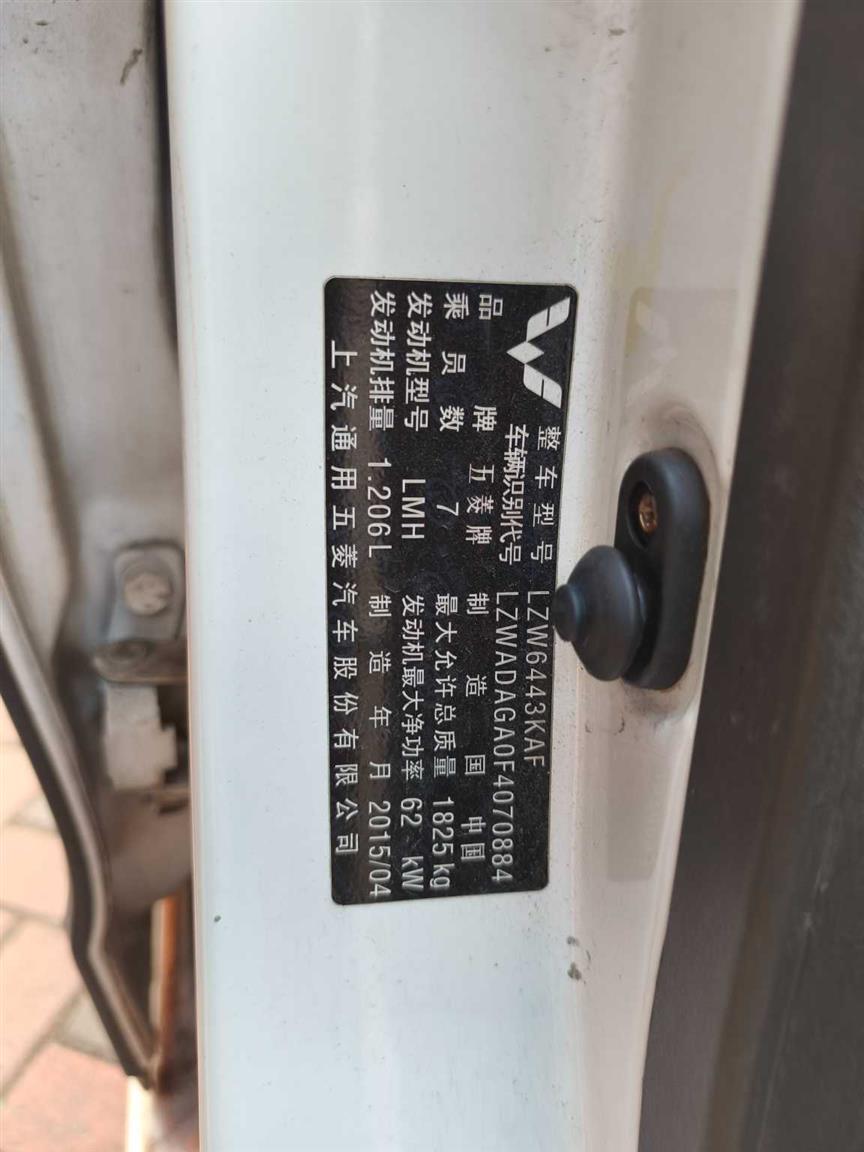 整车型号 LZW6443KAF
车辆识别代号 LZWADAGA0F4070884
品牌 五菱牌 制造国 中国
乘员数 7 最大允许总质量 1825kg
发动机型号 LMH 发动机最大净功率 62 kW
发动机排量 1.206L 制造年月 2015/04
上汽通用五菱汽车股份有限公司